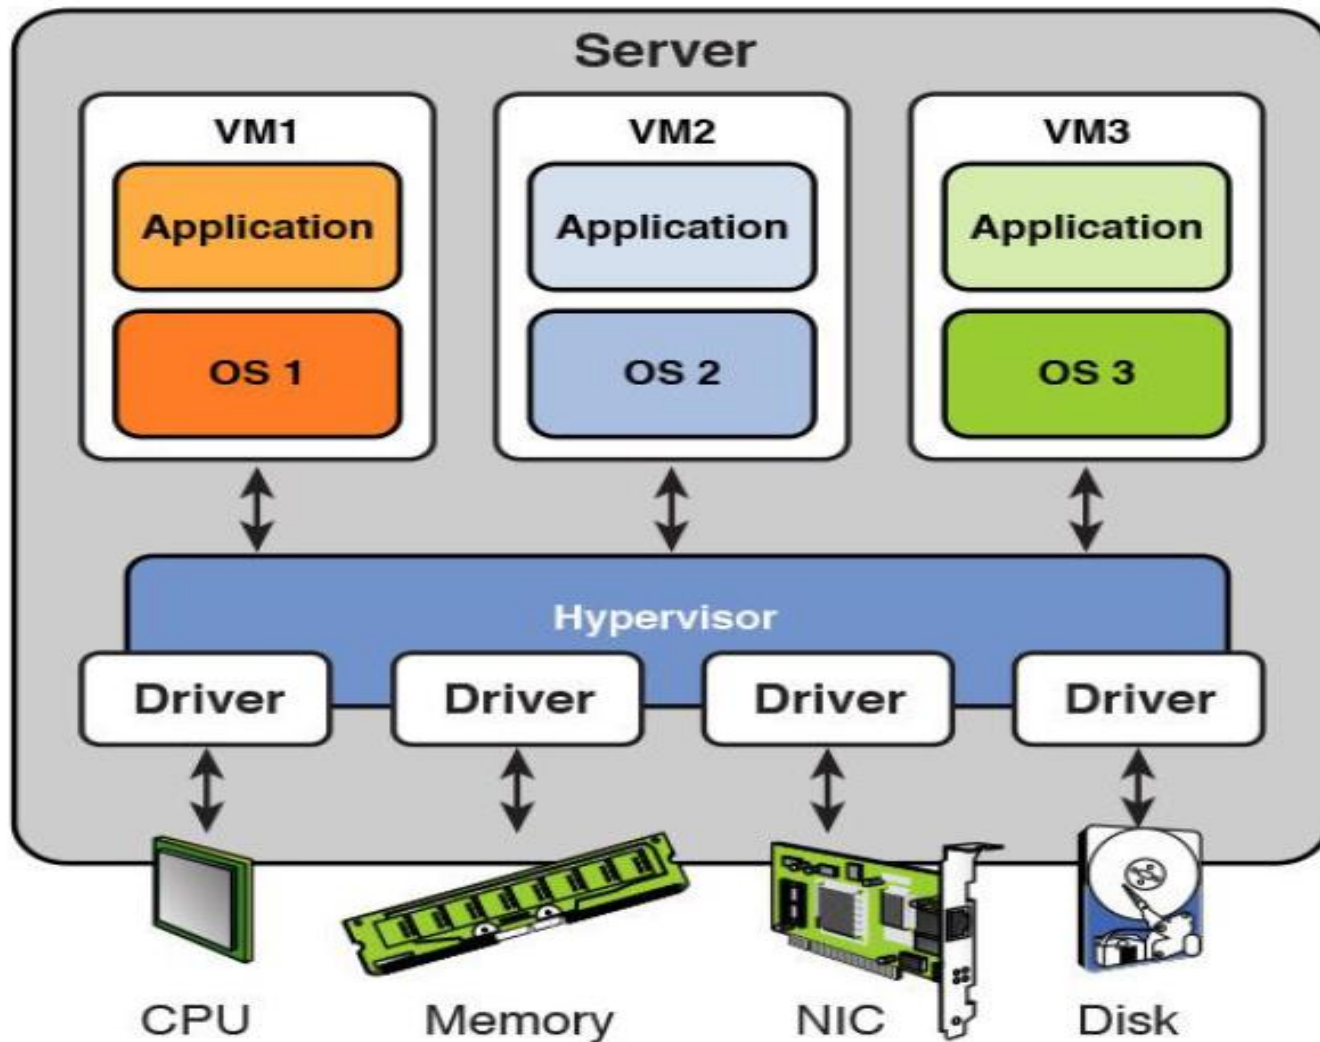 Server
VM1 VM2 VM3
Application Application Application
OS 1 OS 2 OS 3
Hypervisor
Driver Driver Driver Driver
CPU Memory NIC Disk